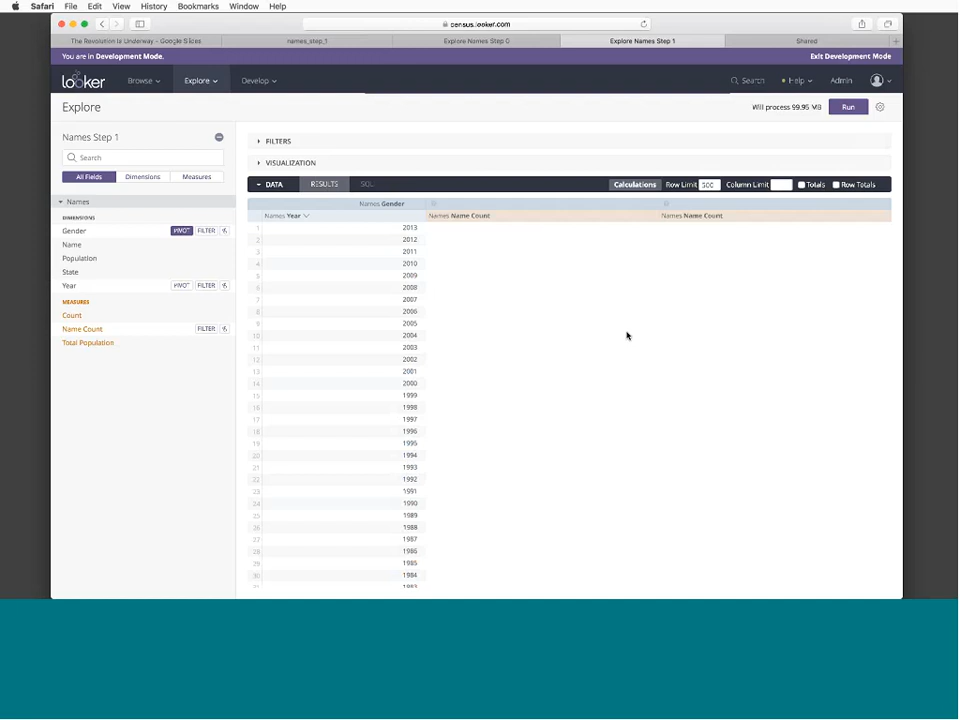 Safari File Edit View History Bookmarks Window Help
census.looker.com
The Revolution Is Underway – Google Slides names_step_1 Explore Names Step 0 Explore Names Step 1 Shared
You are in Development Mode. Exit Development Mode
looker Browse Explore Develop Search Help Admin
Explore Will process 99.95 MB Run
Names Step 1
Search
All Fields Dimensions Measures
Names
DIMENSIONS
Gender PIVOT FILTER
Name
Population
State
Year PIVOT FILTER
MEASURES
Count
Name Count FILTER
Total Population
FILTERS
VISUALIZATION
DATA RESULTS SQL Calculations Row Limit 500 Column Limit Totals Row Totals
Names Gender
Names Year Names Name Count Names Name Count
1 2013
2 2012
3 2011
4 2010
5 2009
6 2008
7 2007
8 2006
9 2005
10 2004
11 2003
12 2002
13 2001
14 2000
15 1999
16 1998
17 1997
18 1996
19 1995
20 1994
21 1993
22 1992
23 1991
24 1990
25 1989
26 1988
27 1987
28 1986
29 1985
30 1984
31 1983